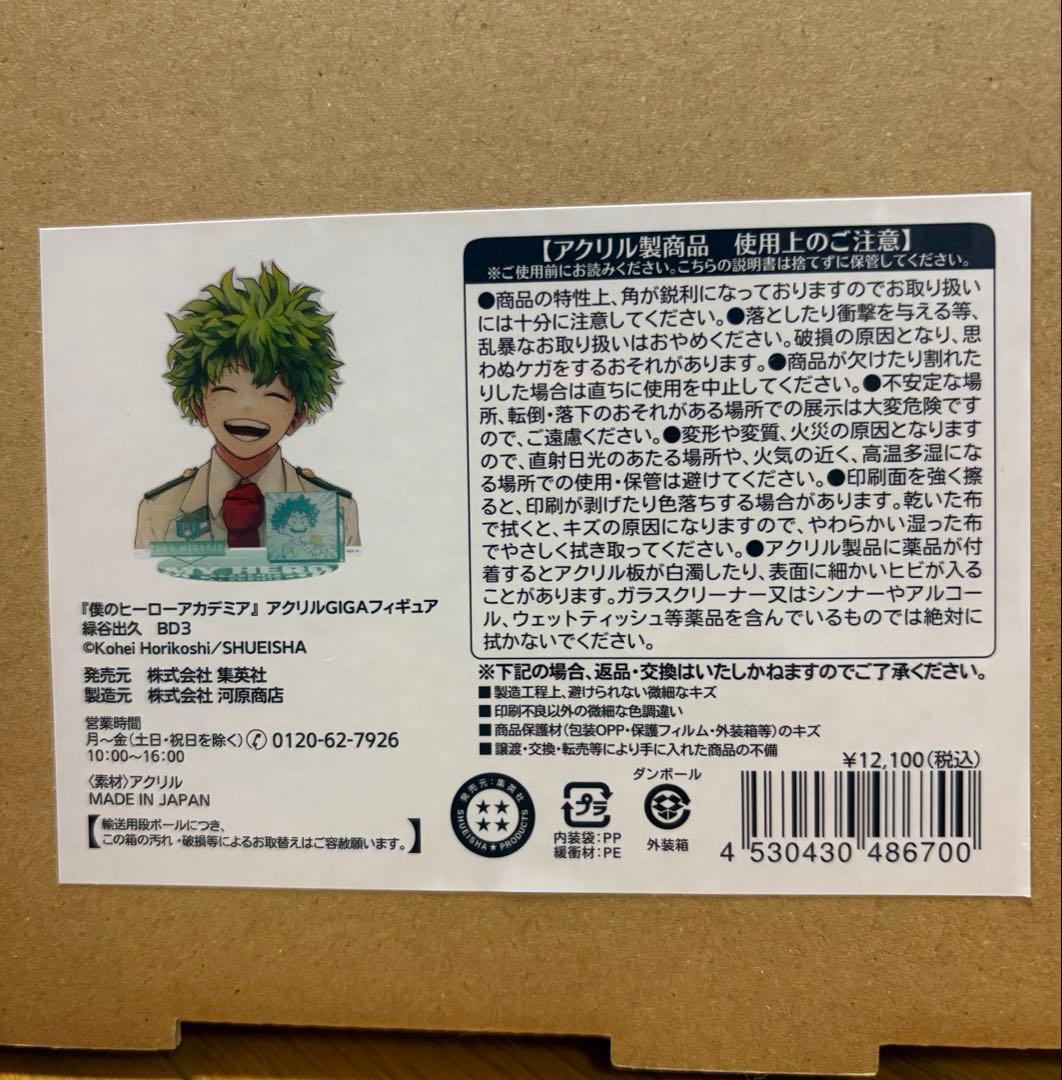 MY HERO
『僕のヒーローアカデミア』 アクリルGIGAフィギュア
緑谷出久 BD3
©Kohei Horikoshi/SHUEISHA
発売元 株式会社 集英社
製造元 株式会社 河原商店
営業時間
月～金(土日・祝日を除く) 0120-62-7926
10:00～16:00
〈素材〉アクリル
MADE IN JAPAN
【輸送用段ボールにつき、
この箱の汚れ・破損等によるお取替えはご容赦願います。】
【アクリル製商品 使用上のご注意】
※ご使用前にお読みください。こちらの説明書は捨てずに保管してください。
●商品の特性上、角が鋭利になっておりますのでお取り扱い
には十分に注意してください。●落としたり衝撃を与える等、
乱暴なお取り扱いはおやめください。破損の原因となり、思
わぬケガをするおそれがあります。●商品が欠けたり割れた
りした場合は直ちに使用を中止してください。●不安定な場
所、転倒・落下のおそれがある場所での展示は大変危険です
ので、ご遠慮ください。●変形や変質、火災の原因となります
ので、直射日光のあたる場所や、火気の近く、高温多湿にな
る場所での使用・保管は避けてください。●印刷面を強く擦
ると、印刷が剥げたり色落ちする場合があります。乾いた布
で拭くと、キズの原因になりますので、やわらかい湿った布
でやさしく拭き取ってください。●アクリル製品に薬品が付
着するとアクリル板が白濁したり、表面に細かいヒビが入る
ことがあります。ガラスクリーナー又はシンナーやアルコー
ル、ウェットティッシュ等薬品を含んでいるものでは絶対に
拭かないでください。
※下記の場合、返品・交換はいたしかねますのでご了承ください。
■製造工程上、避けられない微細なキズ
■印刷不良以外の微細な色調違い
■商品保護材(包装OPP・保護フィルム・外装箱等)のキズ
■譲渡・交換・転売等により手に入れた商品の不備
¥12,100(税込)
発売元:集英社
SHUEISHA★PRODUCTS
プラ
内装袋:PP
緩衝材:PE
ダンボール
外装箱
4 530430 486700